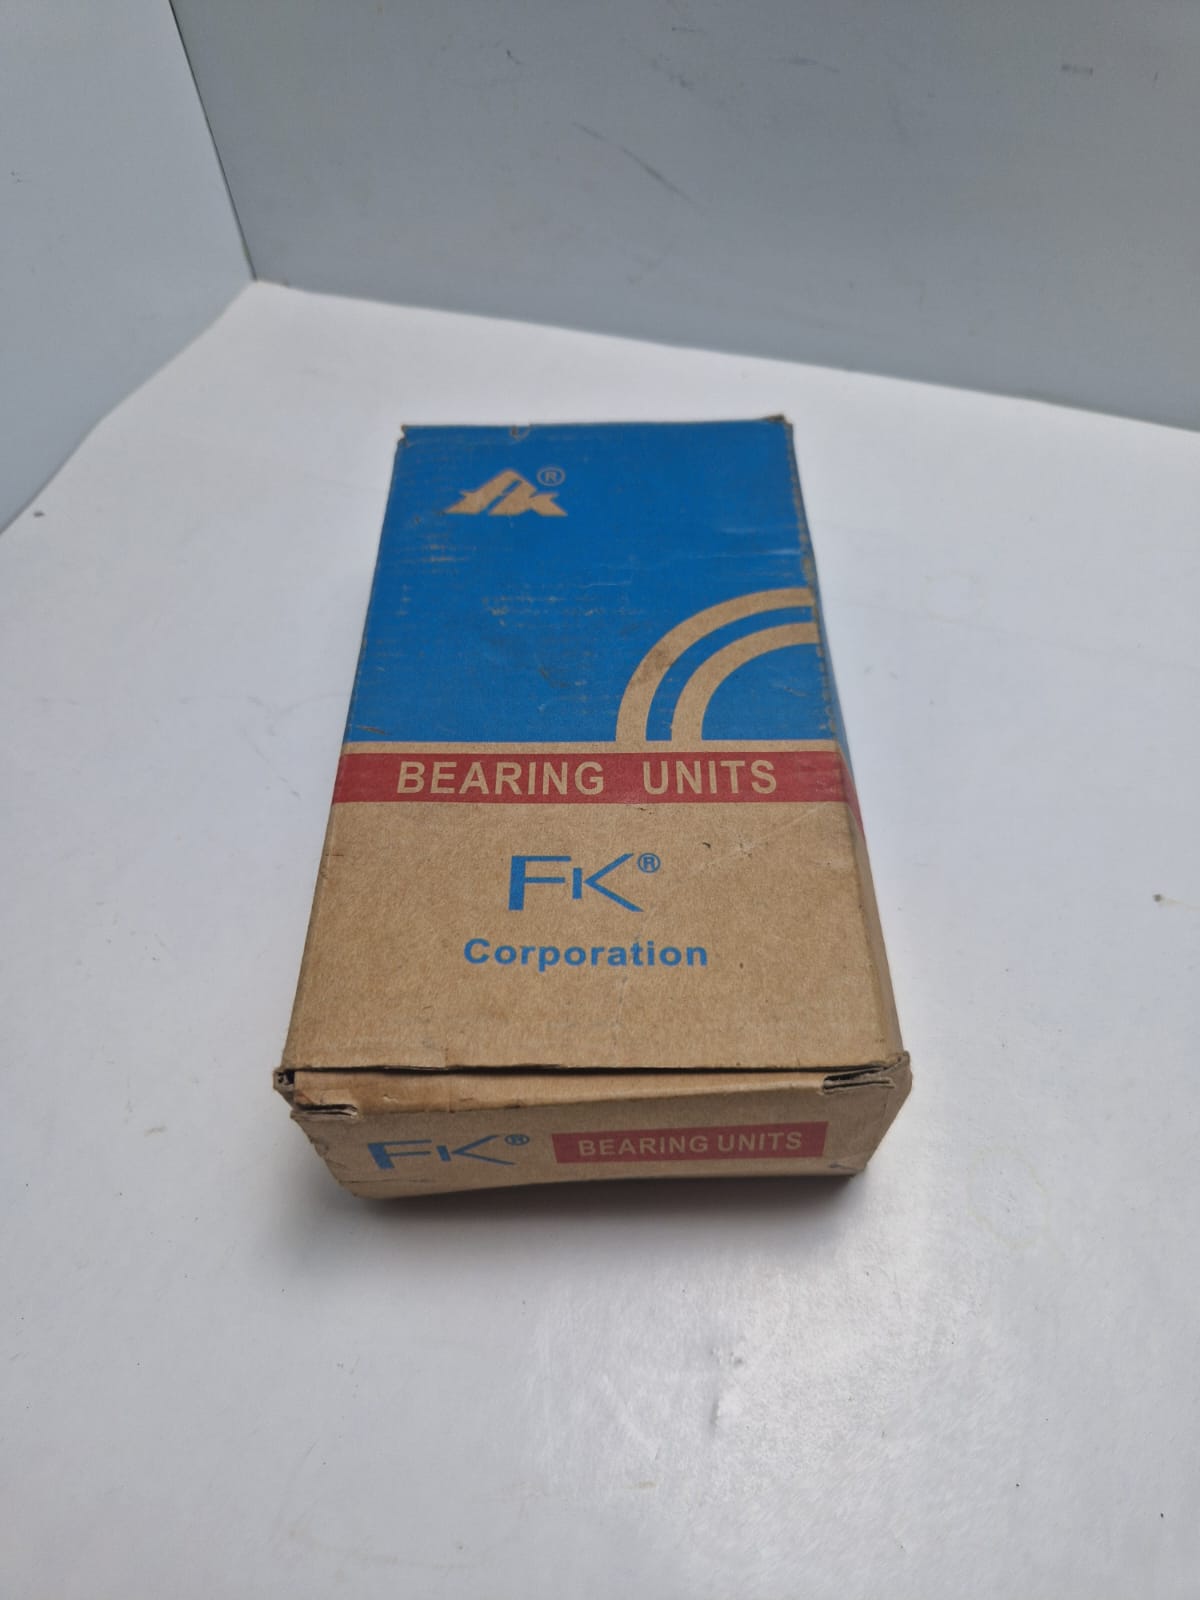 FK®
BEARING UNITS
FK®
Corporation
FK® BEARING UNITS